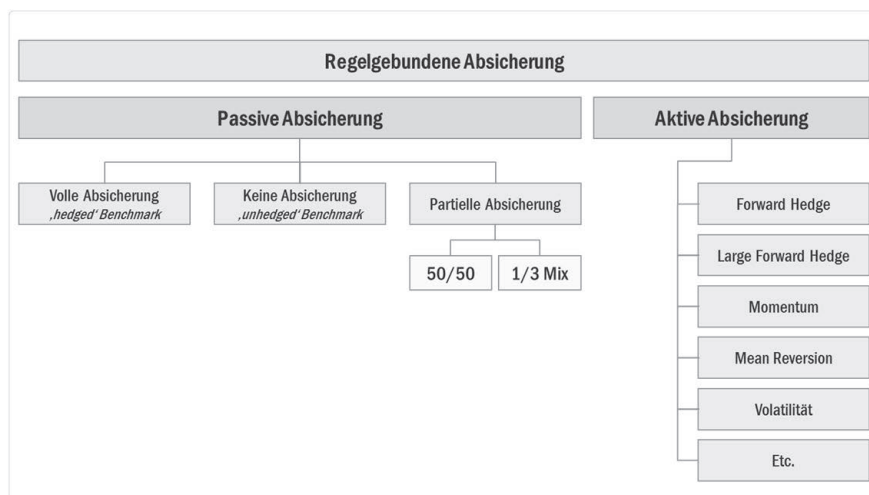 Regelgebundene Absicherung
Passive Absicherung
Aktive Absicherung
Volle Absicherung
‚hedged‘ Benchmark
Keine Absicherung
‚unhedged‘ Benchmark
Partielle Absicherung
50/50
1/3 Mix
Forward Hedge
Large Forward Hedge
Momentum
Mean Reversion
Volatilität
Etc.